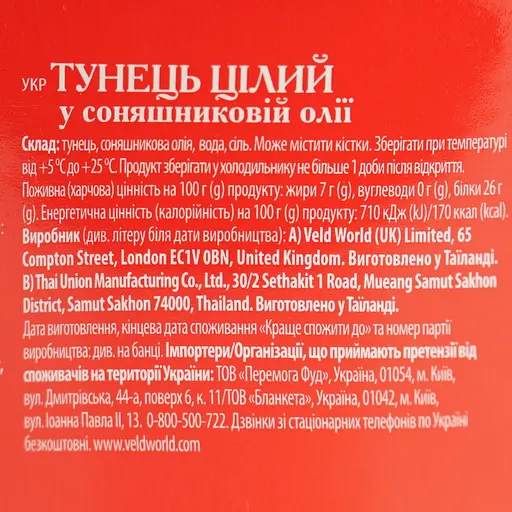 УКР ТУНЕЦЬ ЦІЛИЙ
у соняшниковій олії
Склад: тунець, соняшникова олія, вода, сіль. Може містити кістки. Зберігати при температурі
від +5 °C до +25 °C. Продукт зберігати у холодильнику не більше 1 доби після відкриття.
Поживна (харчова) цінність на 100 г (g) продукту: жири 7 г (g), вуглеводи 0 г (g), білки 26 г
(g). Енергетична цінність (калорійність) на 100 г (g) продукту: 710 кДж (kJ)/170 ккал (kcal).
Виробник (див. літеру біля дати виробництва): A) Veld World (UK) Limited, 65
Compton Street, London EC1V 0BN, United Kingdom. Виготовлено у Таїланді.
B) Thai Union Manufacturing Co., Ltd., 30/2 Sethakit 1 Road, Mueang Samut Sakhon
District, Samut Sakhon 74000, Thailand. Виготовлено у Таїланді.
Дата виготовлення, кінцева дата споживання «Краще спожити до» та номер партії
виробництва: див. на банці. Імпортери/Організації, що приймають претензії від
споживачів на території України: ТОВ «Перемога Фуд», Україна, 01054, м. Київ,
вул. Дмитрівська, 44-а, поверх 6, к. 11/ТОВ «Бланкета», Україна, 01042, м. Київ,
вул. Іоанна Павла II, 13. 0-800-500-722. Дзвінки зі стаціонарних телефонів по Україні
безкоштовні. www.veldworld.com